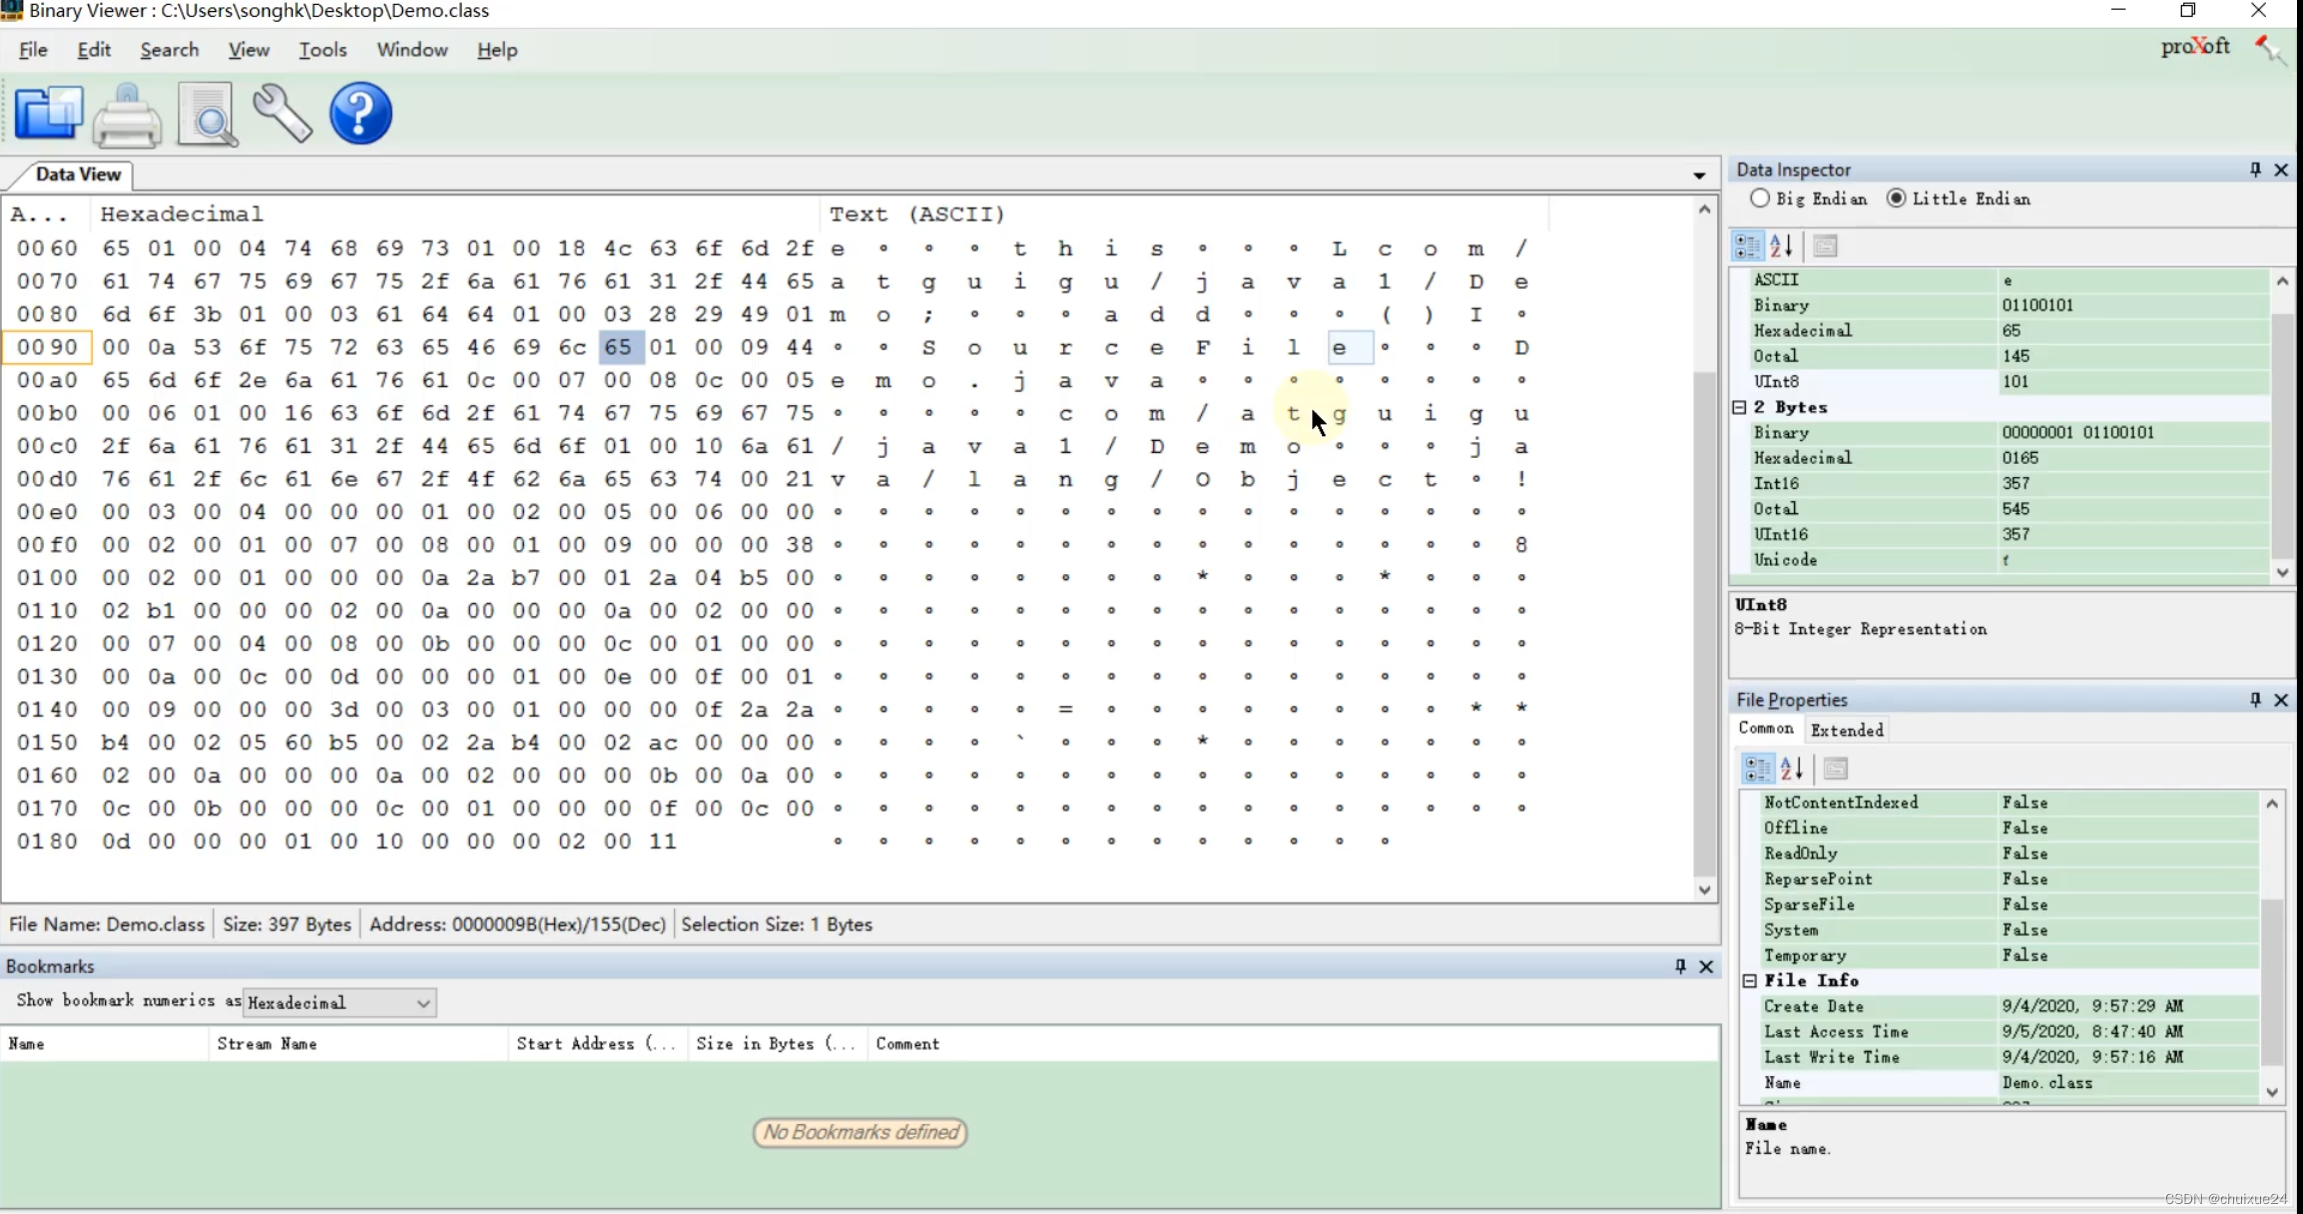 Binary Viewer : C:\Users\songhk\Desktop\Demo.class
File Edit Search View Tools Window Help
proXoft
Data View
A... Hexadecimal Text (ASCII)
0060 65 01 00 04 74 68 69 73 01 00 18 4c 63 6f 6d 2f e ∘ ∘ ∘ t h i s ∘ ∘ ∘ L c o m /
0070 61 74 67 75 69 67 75 2f 6a 61 76 61 31 2f 44 65 a t g u i g u / j a v a 1 / D e
0080 6d 6f 3b 01 00 03 61 64 64 01 00 03 28 29 49 01 m o ; ∘ ∘ ∘ a d d ∘ ∘ ∘ ( ) I ∘
0090 00 0a 53 6f 75 72 63 65 46 69 6c 65 01 00 09 44 ∘ ∘ S o u r c e F i l e ∘ ∘ ∘ D
00a0 65 6d 6f 2e 6a 61 76 61 0c 00 07 00 08 0c 00 05 e m o . j a v a ∘ ∘ ∘ ∘ ∘ ∘ ∘ ∘
00b0 00 06 01 00 16 63 6f 6d 2f 61 74 67 75 69 67 75 ∘ ∘ ∘ ∘ ∘ c o m / a t g u i g u
00c0 2f 6a 61 76 61 31 2f 44 65 6d 6f 01 00 10 6a 61 / j a v a 1 / D e m o ∘ ∘ ∘ j a
00d0 76 61 2f 6c 61 6e 67 2f 4f 62 6a 65 63 74 00 21 v a / l a n g / O b j e c t ∘ !
00e0 00 03 00 04 00 00 00 01 00 02 00 05 00 06 00 00 ∘ ∘ ∘ ∘ ∘ ∘ ∘ ∘ ∘ ∘ ∘ ∘ ∘ ∘ ∘ ∘
00f0 00 02 00 01 00 07 00 08 00 01 00 09 00 00 00 38 ∘ ∘ ∘ ∘ ∘ ∘ ∘ ∘ ∘ ∘ ∘ ∘ ∘ ∘ ∘ 8
0100 00 02 00 01 00 00 00 0a 2a b7 00 01 2a 04 b5 00 ∘ ∘ ∘ ∘ ∘ ∘ ∘ ∘ * ∘ ∘ ∘ * ∘ ∘ ∘
0110 02 b1 00 00 00 02 00 0a 00 00 00 0a 00 02 00 00 ∘ ∘ ∘ ∘ ∘ ∘ ∘ ∘ ∘ ∘ ∘ ∘ ∘ ∘ ∘ ∘
0120 00 07 00 04 00 08 00 0b 00 00 00 0c 00 01 00 00 ∘ ∘ ∘ ∘ ∘ ∘ ∘ ∘ ∘ ∘ ∘ ∘ ∘ ∘ ∘ ∘
0130 00 0a 00 0c 00 0d 00 00 00 01 00 0e 00 0f 00 01 ∘ ∘ ∘ ∘ ∘ ∘ ∘ ∘ ∘ ∘ ∘ ∘ ∘ ∘ ∘ ∘
0140 00 09 00 00 00 3d 00 03 00 01 00 00 00 0f 2a 2a ∘ ∘ ∘ ∘ ∘ = ∘ ∘ ∘ ∘ ∘ ∘ ∘ ∘ * *
0150 b4 00 02 05 60 b5 00 02 2a b4 00 02 ac 00 00 00 ∘ ∘ ∘ ∘ ` ∘ ∘ ∘ * ∘ ∘ ∘ ∘ ∘ ∘ ∘
0160 02 00 0a 00 00 00 0a 00 02 00 00 00 0b 00 0a 00 ∘ ∘ ∘ ∘ ∘ ∘ ∘ ∘ ∘ ∘ ∘ ∘ ∘ ∘ ∘ ∘
0170 0c 00 0b 00 00 00 0c 00 01 00 00 00 0f 00 0c 00 ∘ ∘ ∘ ∘ ∘ ∘ ∘ ∘ ∘ ∘ ∘ ∘ ∘ ∘ ∘ ∘
0180 0d 00 00 00 01 00 10 00 00 00 02 00 11 ∘ ∘ ∘ ∘ ∘ ∘ ∘ ∘ ∘ ∘ ∘ ∘ ∘
File Name: Demo.class Size: 397 Bytes Address: 0000009B(Hex)/155(Dec) Selection Size: 1 Bytes
Bookmarks
Show bookmark numerics as Hexadecimal
Name Stream Name Start Address (... Size in Bytes (... Comment
No Bookmarks defined
Data Inspector
Big Endian Little Endian
ASCII e
Binary 01100101
Hexadecimal 65
Octal 145
UInt8 101
2 Bytes
Binary 00000001 01100101
Hexadecimal 0165
Int16 357
Octal 545
UInt16 357
Unicode ť
UInt8
8-Bit Integer Representation
File Properties
Common Extended
NotContentIndexed False
Offline False
ReadOnly False
ReparsePoint False
SparseFile False
System False
Temporary False
File Info
Create Date 9/4/2020, 9:57:29 AM
Last Access Time 9/5/2020, 8:47:40 AM
Last Write Time 9/4/2020, 9:57:16 AM
Name Demo.class
Name
File name.
CSDN @chuixue24